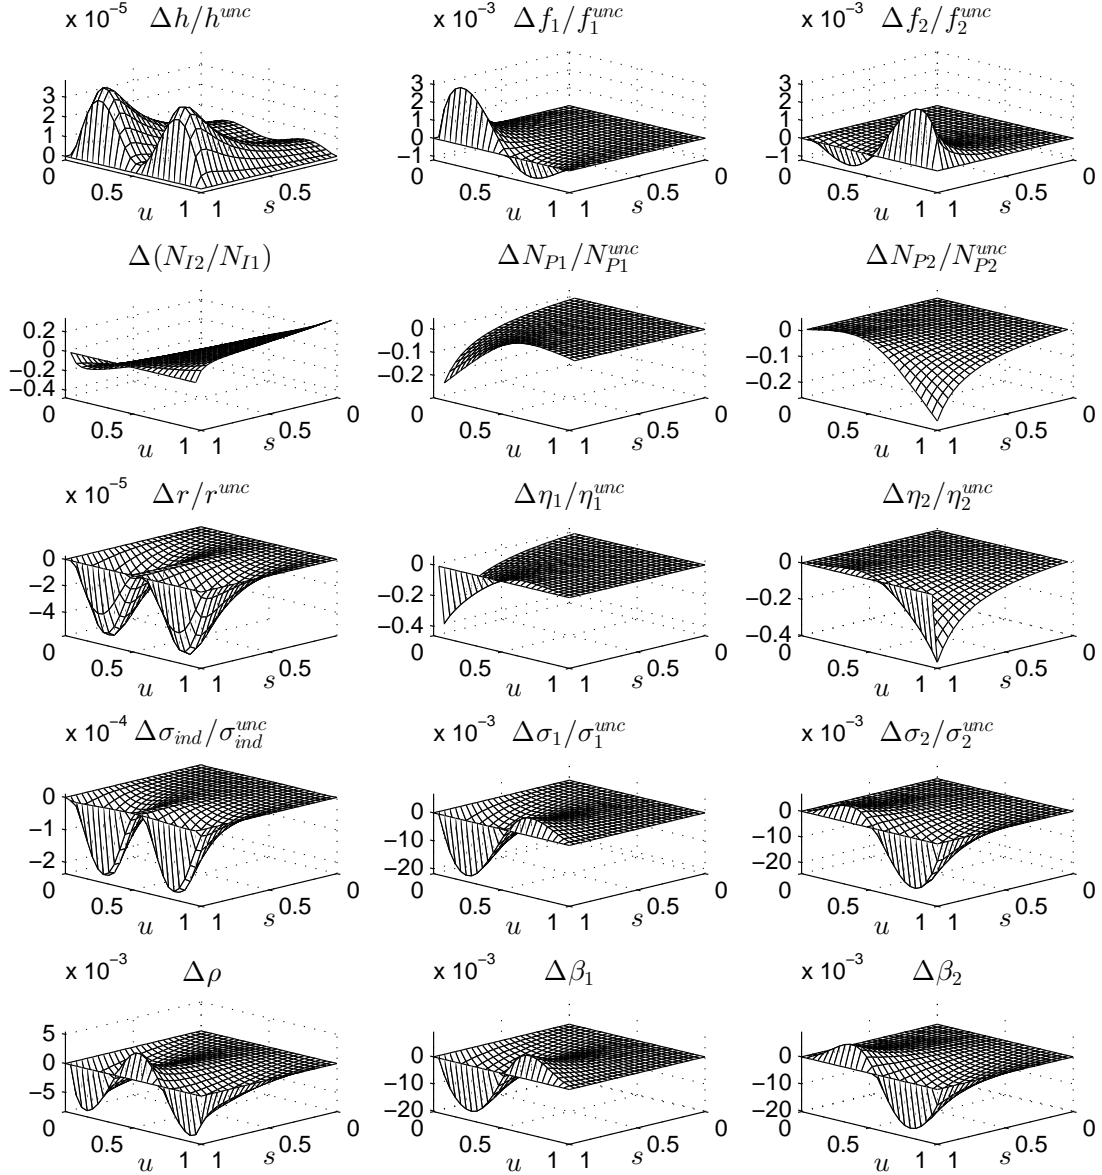 x 10⁻⁵ Δh/h^unc x 10⁻³ Δf₁/f₁^unc x 10⁻³ Δf₂/f₂^unc
3 3 3
2 2 2
1 1 1
0 0 0
−1 −1
0 0.5 u 1 1 s 0.5 0 0 0.5 u 1 1 s 0.5 0 0 0.5 u 1 1 s 0.5 0
Δ(N_I2/N_I1) ΔN_P1/N_P1^unc ΔN_P2/N_P2^unc
0.2 0 0
0 −0.1 −0.1
−0.2 −0.2 −0.2
−0.4
0 0.5 u 1 1 s 0.5 0 0 0.5 u 1 1 s 0.5 0 0 0.5 u 1 1 s 0.5 0
x 10⁻⁵ Δr/r^unc Δη₁/η₁^unc Δη₂/η₂^unc
0 0 0
−2 −0.2 −0.2
−4 −0.4 −0.4
0 0.5 u 1 1 s 0.5 0 0 0.5 u 1 1 s 0.5 0 0 0.5 u 1 1 s 0.5 0
x 10⁻⁴ Δσ_ind/σ_ind^unc x 10⁻³ Δσ₁/σ₁^unc x 10⁻³ Δσ₂/σ₂^unc
0 0 0
−1 −10 −10
−2 −20 −20
0 0.5 u 1 1 s 0.5 0 0 0.5 u 1 1 s 0.5 0 0 0.5 u 1 1 s 0.5 0
x 10⁻³ Δρ x 10⁻³ Δβ₁ x 10⁻³ Δβ₂
5 0 0
0 −10 −10
−5 −20 −20
0 0.5 u 1 1 s 0.5 0 0 0.5 u 1 1 s 0.5 0 0 0.5 u 1 1 s 0.5 0